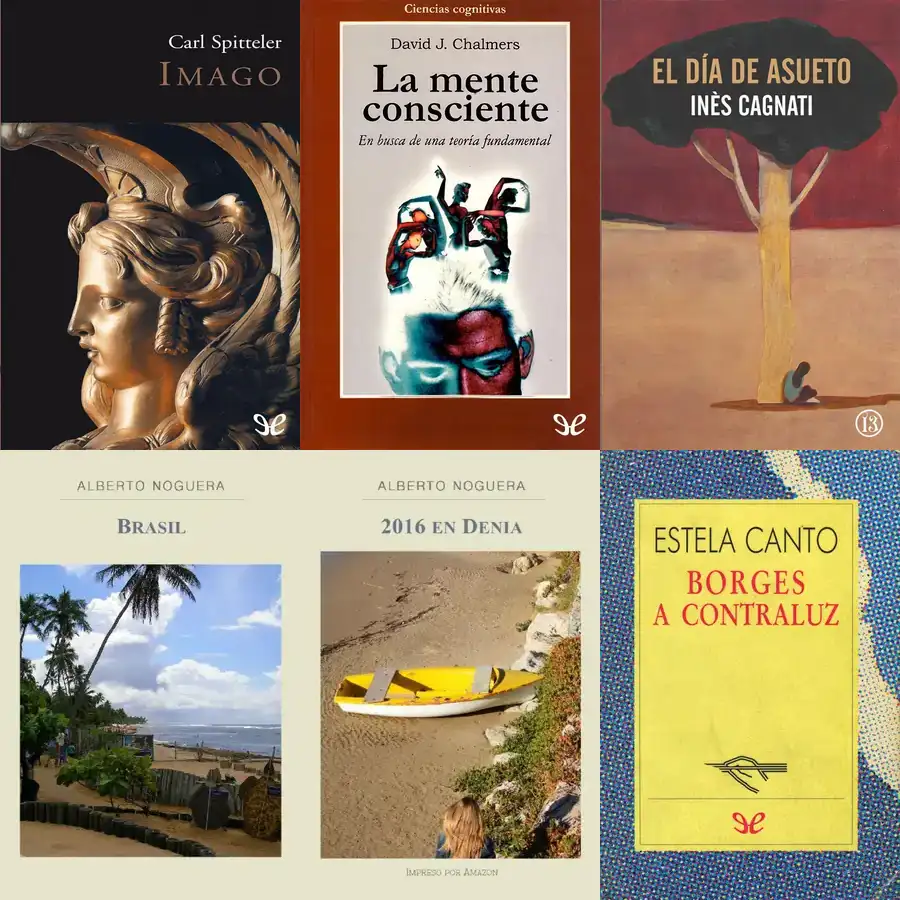 Carl Spitteler
IMAGO
Ciencias cognitivas
David J. Chalmers
La mente
consciente
En busca de una teoría fundamental
EL DÍA DE ASUETO
INÈS CAGNATI
13
ALBERTO NOGUERA
BRASIL
ALBERTO NOGUERA
2016 EN DENIA
IMPRESO POR AMAZON
ESTELA CANTO
BORGES
A CONTRALUZ